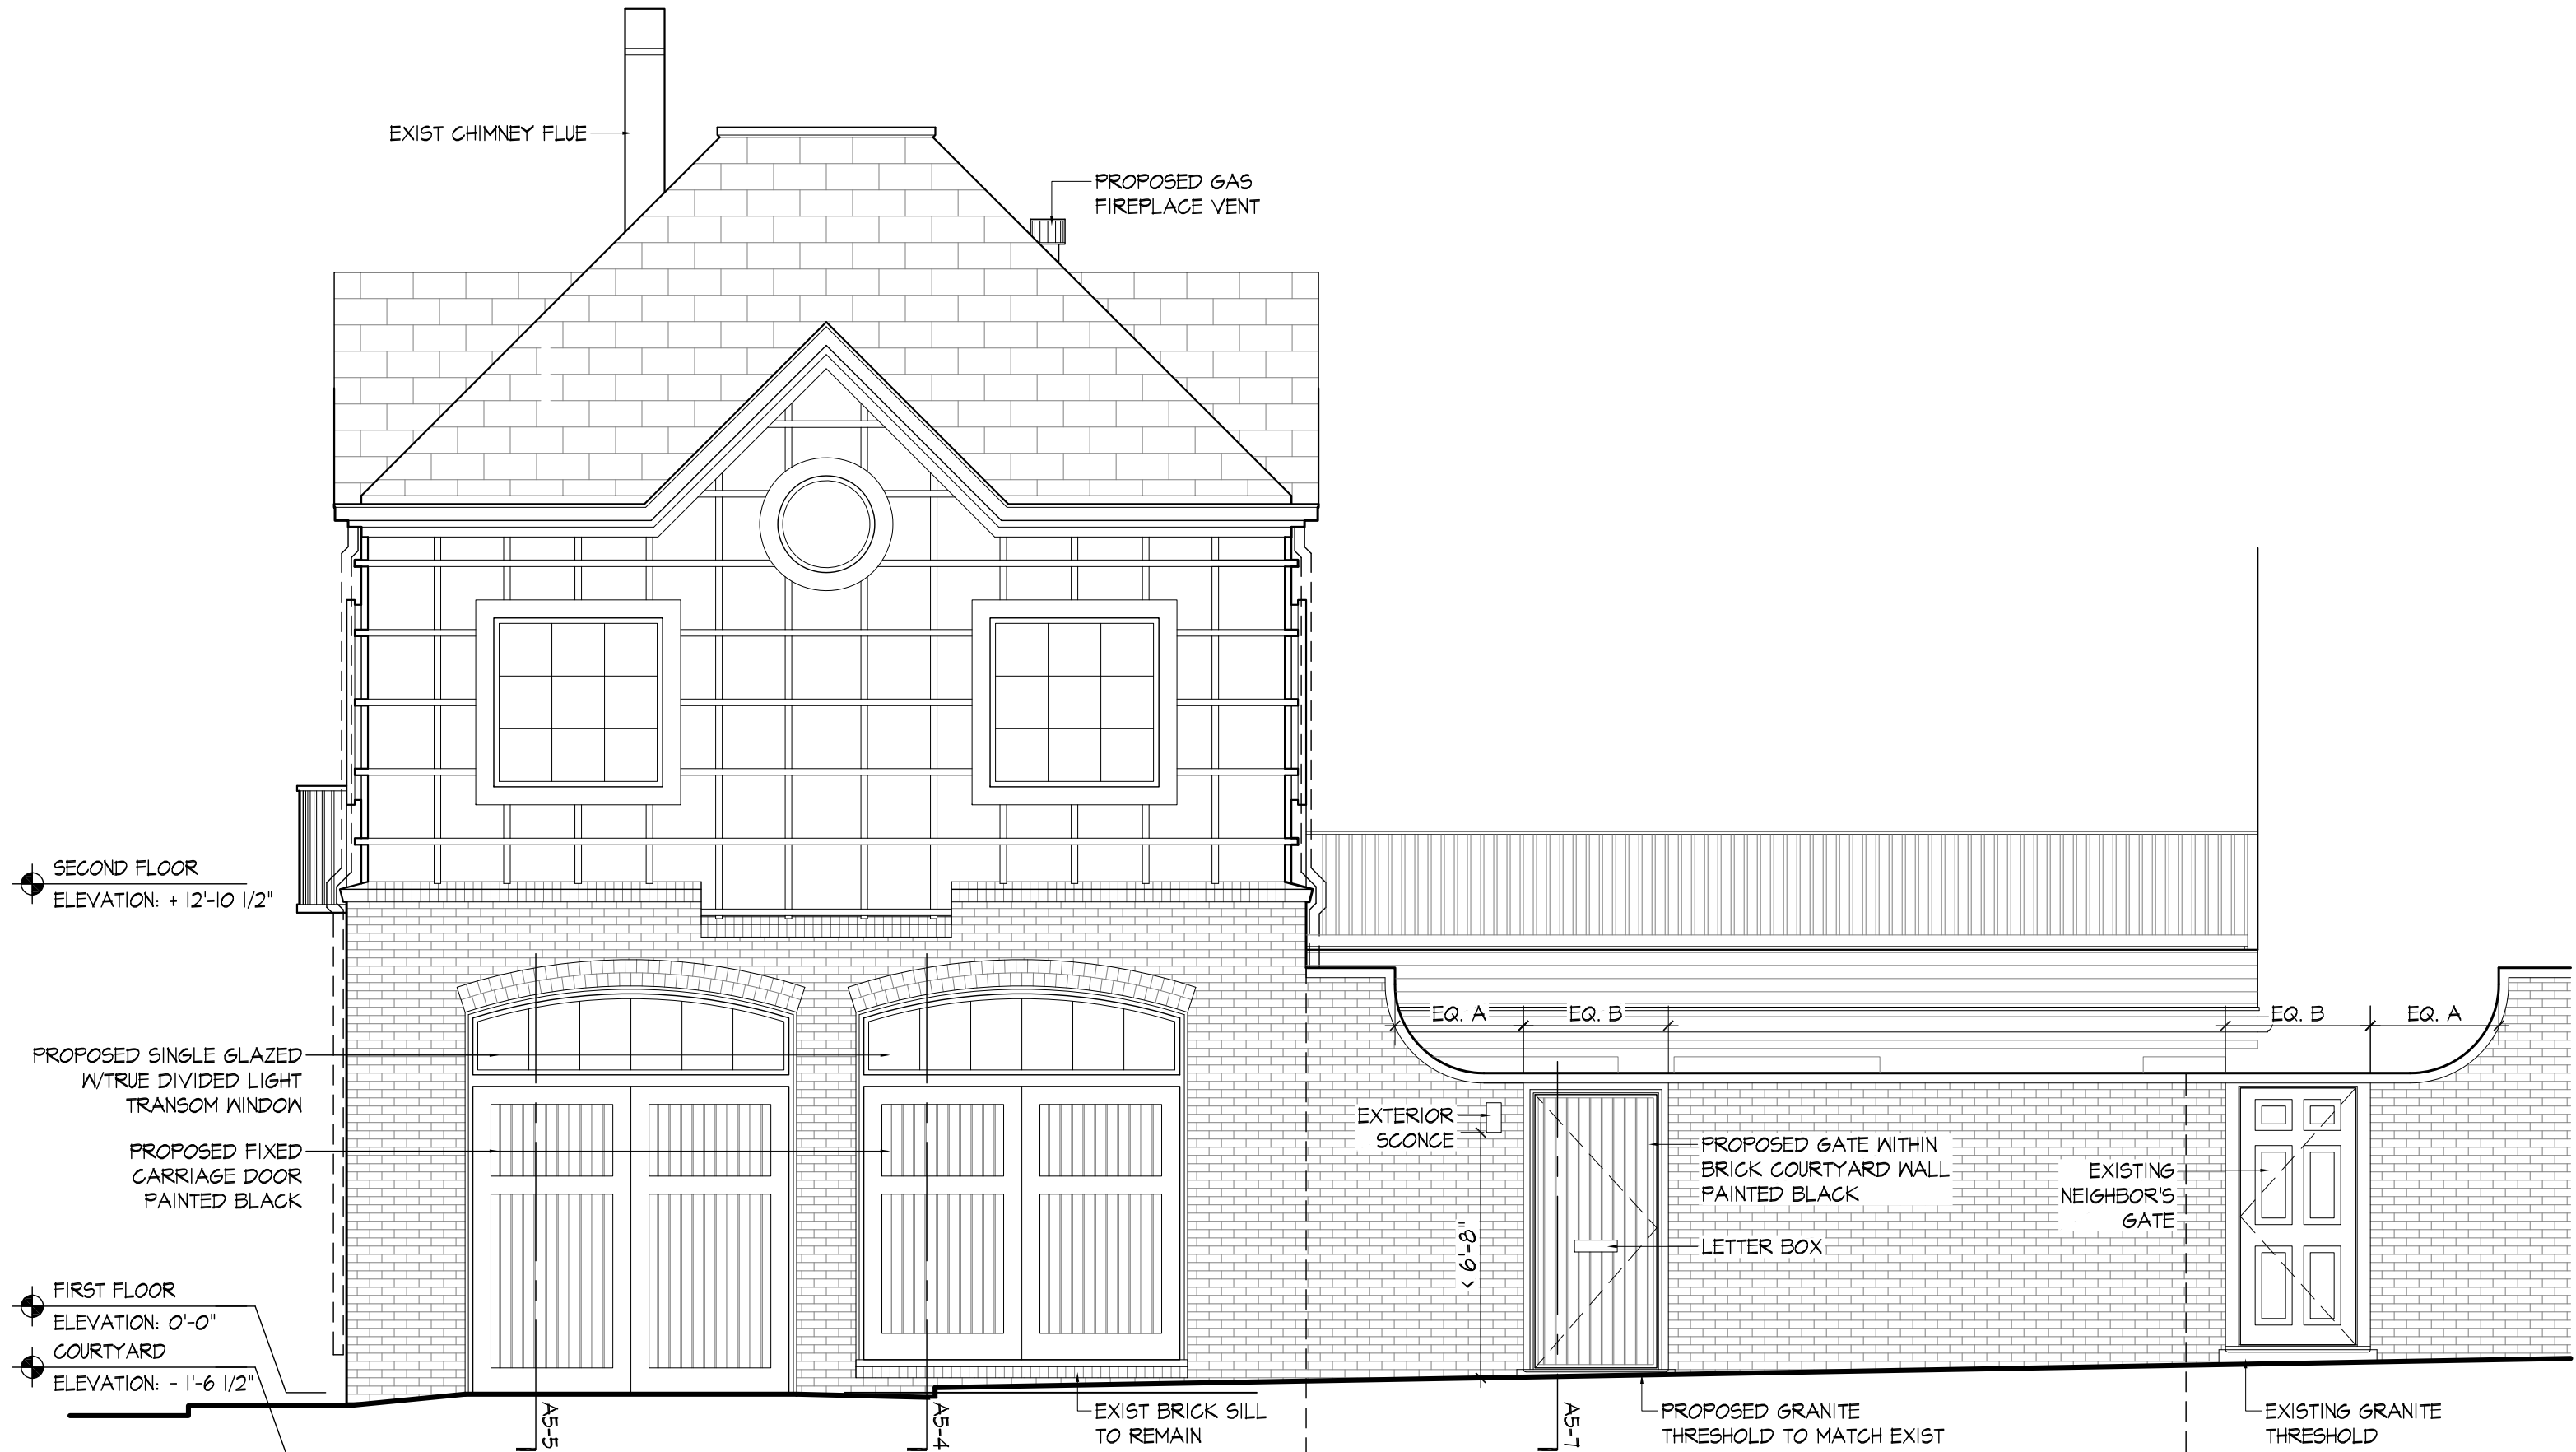 EXIST CHIMNEY FLUE
PROPOSED GAS
FIREPLACE VENT
SECOND FLOOR
ELEVATION: + 12'-10 1/2"
EQ. A
EQ. B
EQ. B
EQ. A
PROPOSED SINGLE GLAZED
W/TRUE DIVIDED LIGHT
TRANSOM WINDOW
PROPOSED FIXED
CARRIAGE DOOR
PAINTED BLACK
EXTERIOR
SCONCE
PROPOSED GATE WITHIN
BRICK COURTYARD WALL
PAINTED BLACK
LETTER BOX
EXISTING
NEIGHBOR'S
GATE
< 6'-8"
FIRST FLOOR
ELEVATION: 0'-0"
COURTYARD
ELEVATION: - 1'-6 1/2"
A5-5
A5-4
EXIST BRICK SILL
TO REMAIN
A5-7
PROPOSED GRANITE
THRESHOLD TO MATCH EXIST
EXISTING GRANITE
THRESHOLD